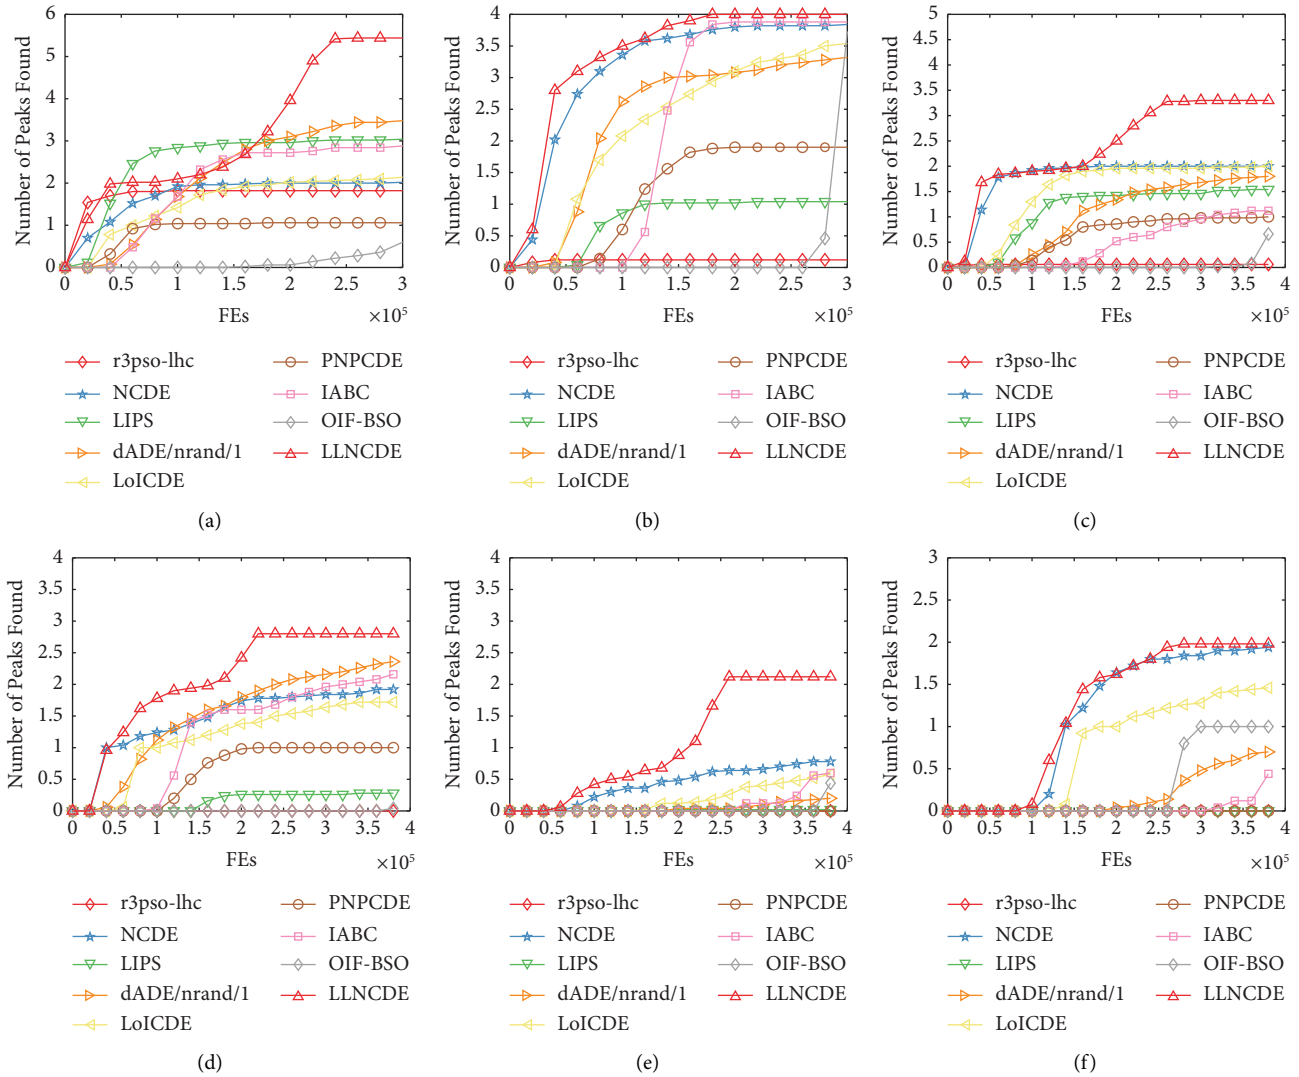 Number of Peaks Found
6
5
4
3
2
1
0
0 0.5 1 1.5 2 2.5 3
FEs
×10⁵
r3pso-lhc
NCDE
LIPS
dADE/nrand/1
LoICDE
PNPCDE
IABC
OIF-BSO
LLNCDE
(a)
Number of Peaks Found
4
3.5
3
2.5
2
1.5
1
0.5
0
0 0.5 1 1.5 2 2.5 3
FEs
×10⁵
r3pso-lhc
NCDE
LIPS
dADE/nrand/1
LoICDE
PNPCDE
IABC
OIF-BSO
LLNCDE
(b)
Number of Peaks Found
5
4.5
4
3.5
3
2.5
2
1.5
1
0.5
0
0 0.5 1 1.5 2 2.5 3 3.5 4
FEs
×10⁵
r3pso-lhc
NCDE
LIPS
dADE/nrand/1
LoICDE
PNPCDE
IABC
OIF-BSO
LLNCDE
(c)
Number of Peaks Found
4
3.5
3
2.5
2
1.5
1
0.5
0
0 0.5 1 1.5 2 2.5 3 3.5 4
FEs
×10⁵
r3pso-lhc
NCDE
LIPS
dADE/nrand/1
LoICDE
PNPCDE
IABC
OIF-BSO
LLNCDE
(d)
Number of Peaks Found
4
3.5
3
2.5
2
1.5
1
0.5
0
0 0.5 1 1.5 2 2.5 3 3.5 4
FEs
×10⁵
r3pso-lhc
NCDE
LIPS
dADE/nrand/1
LoICDE
PNPCDE
IABC
OIF-BSO
LLNCDE
(e)
Number of Peaks Found
3
2.5
2
1.5
1
0.5
0
0 0.5 1 1.5 2 2.5 3 3.5 4
FEs
×10⁵
r3pso-lhc
NCDE
LIPS
dADE/nrand/1
LoICDE
PNPCDE
IABC
OIF-BSO
LLNCDE
(f)